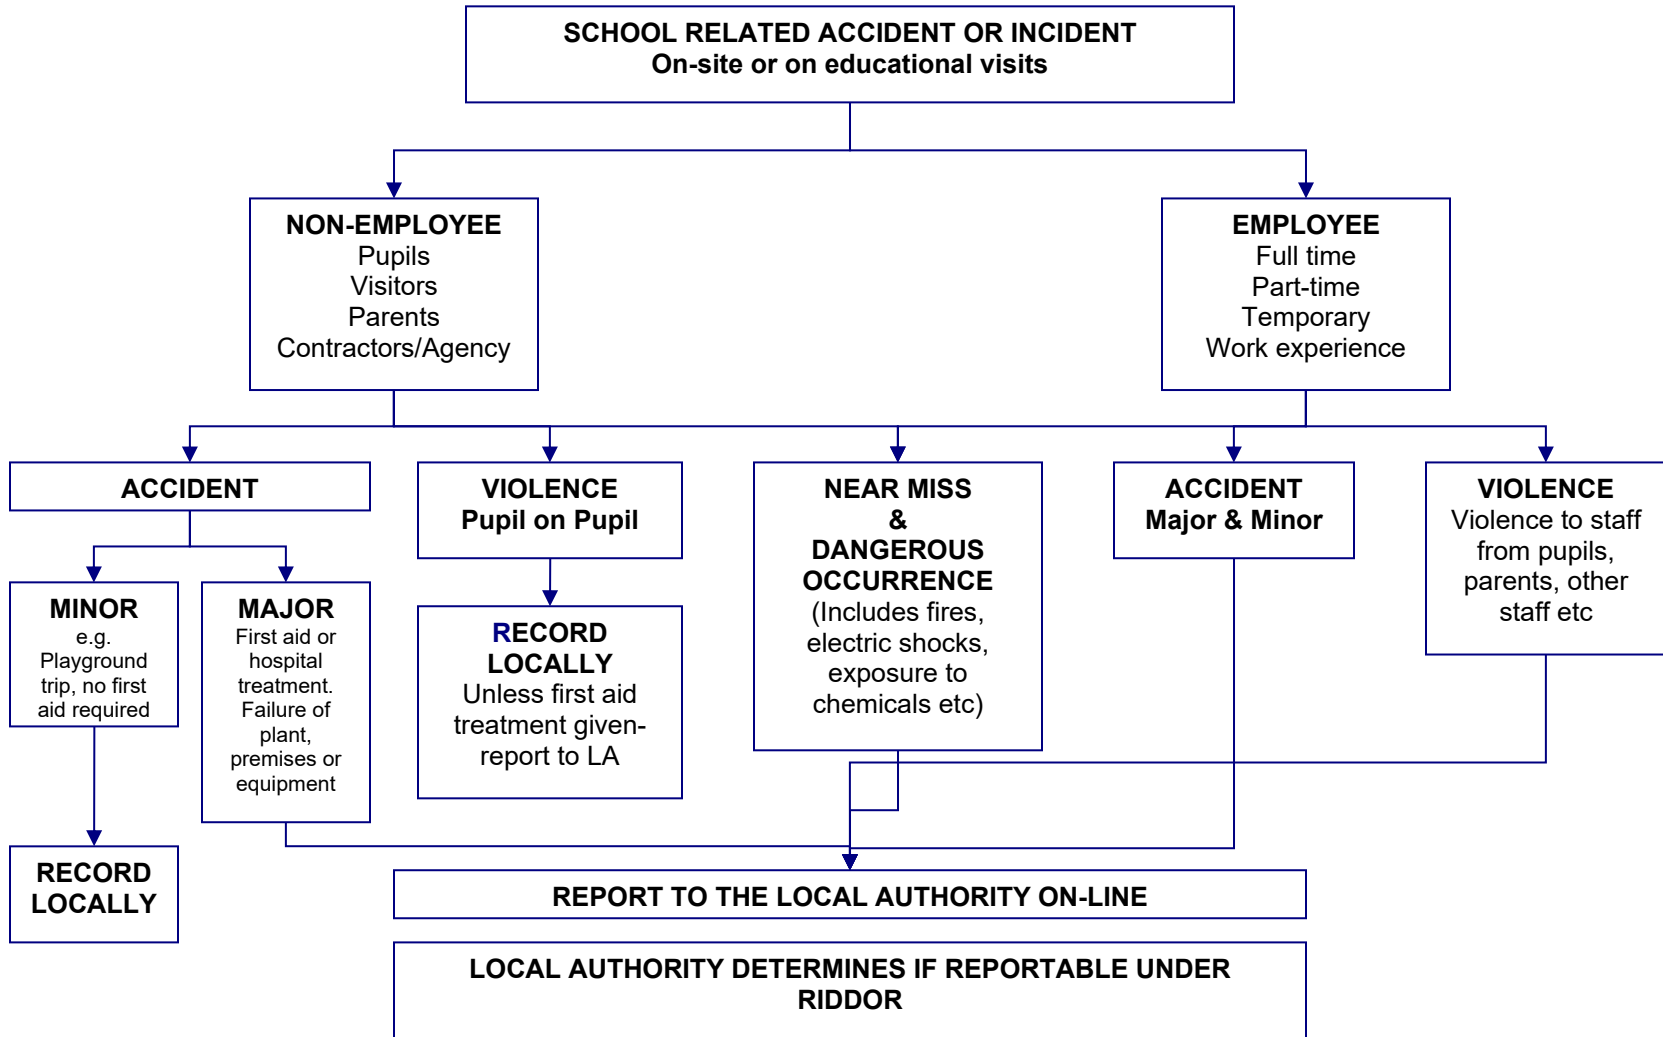 SCHOOL RELATED ACCIDENT OR INCIDENT
On-site or on educational visits
NON-EMPLOYEE
Pupils
Visitors
Parents
Contractors/Agency
EMPLOYEE
Full time
Part-time
Temporary
Work experience
ACCIDENT
VIOLENCE
Pupil on Pupil
NEAR MISS
&
DANGEROUS
OCCURRENCE
(Includes fires,
electric shocks,
exposure to
chemicals etc)
ACCIDENT
Major & Minor
VIOLENCE
Violence to staff
from pupils,
parents, other
staff etc
MINOR
e.g.
Playground
trip, no first
aid required
MAJOR
First aid or
hospital
treatment.
Failure of
plant,
premises or
equipment
RECORD
LOCALLY
Unless first aid
treatment given-
report to LA
RECORD
LOCALLY
REPORT TO THE LOCAL AUTHORITY ON-LINE
LOCAL AUTHORITY DETERMINES IF REPORTABLE UNDER
RIDDOR